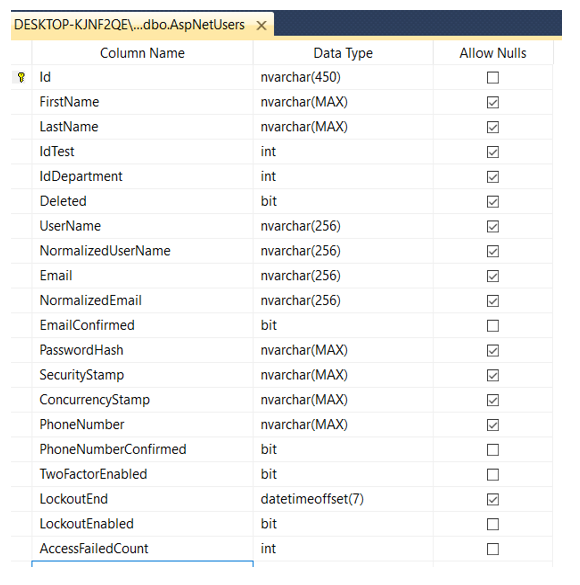 DESKTOP-KJNF2QE\...dbo.AspNetUsers
Column Name Data Type Allow Nulls
Id nvarchar(450)
FirstName nvarchar(MAX)
LastName nvarchar(MAX)
IdTest int
IdDepartment int
Deleted bit
UserName nvarchar(256)
NormalizedUserName nvarchar(256)
Email nvarchar(256)
NormalizedEmail nvarchar(256)
EmailConfirmed bit
PasswordHash nvarchar(MAX)
SecurityStamp nvarchar(MAX)
ConcurrencyStamp nvarchar(MAX)
PhoneNumber nvarchar(MAX)
PhoneNumberConfirmed bit
TwoFactorEnabled bit
LockoutEnd datetimeoffset(7)
LockoutEnabled bit
AccessFailedCount int